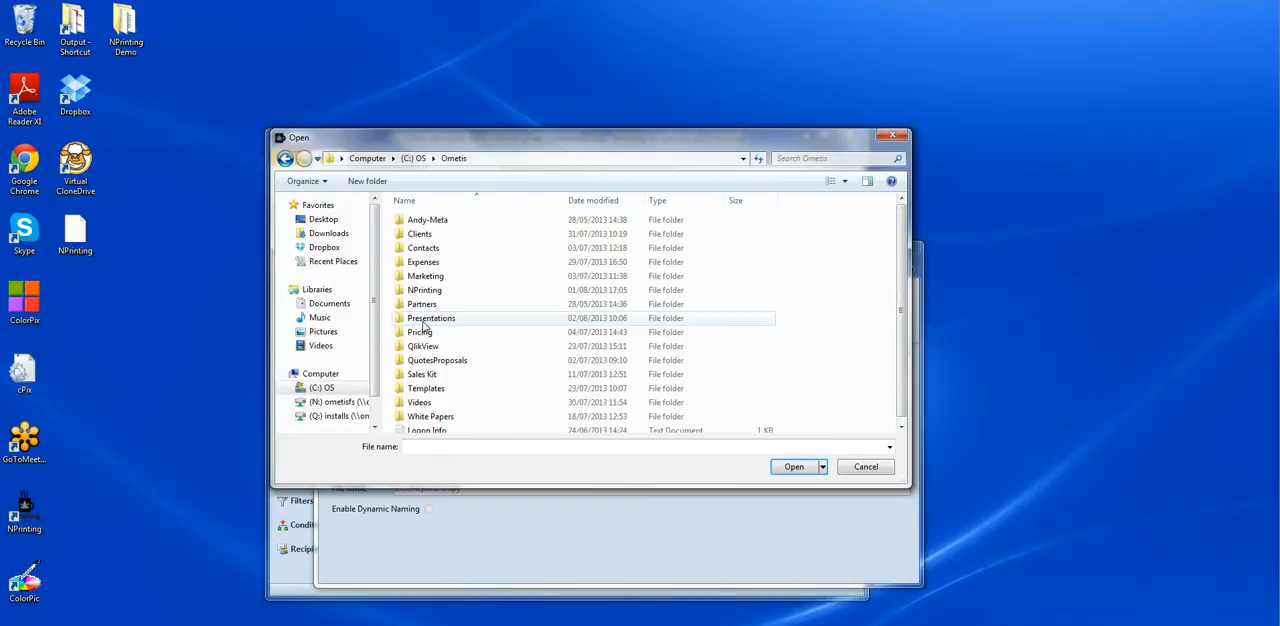 Recycle Bin
Output - Shortcut
NPrinting Demo
Adobe Reader XI
Dropbox
Google Chrome
Virtual CloneDrive
Skype
NPrinting
ColorPix
cPix
GoToMeet...
NPrinting
ColorPic
Open
Computer (C:) OS Ometis
Search Ometis
Organize New folder
Favorites
Desktop
Downloads
Dropbox
Recent Places
Libraries
Documents
Music
Pictures
Videos
Computer
(C:) OS
(N:) ometisfs (\\o
(Q:) installs (\\on
Name Date modified Type Size
Andy-Meta 28/05/2013 14:38 File folder
Clients 31/07/2013 10:19 File folder
Contacts 03/07/2013 12:18 File folder
Expenses 29/07/2013 16:50 File folder
Marketing 03/07/2013 11:38 File folder
NPrinting 01/08/2013 17:05 File folder
Partners 28/05/2013 14:36 File folder
Presentations 02/08/2013 10:06 File folder
Pricing 04/07/2013 14:43 File folder
QlikView 23/07/2013 15:11 File folder
QuotesProposals 02/07/2013 09:10 File folder
Sales Kit 11/07/2013 12:51 File folder
Templates 23/07/2013 10:07 File folder
Videos 30/07/2013 11:54 File folder
White Papers 18/07/2013 12:53 File folder
Logon Info 24/06/2013 14:24 Text Document 1 KB
File name:
Open Cancel
Filters
Enable Dynamic Naming
Condi
Recipi